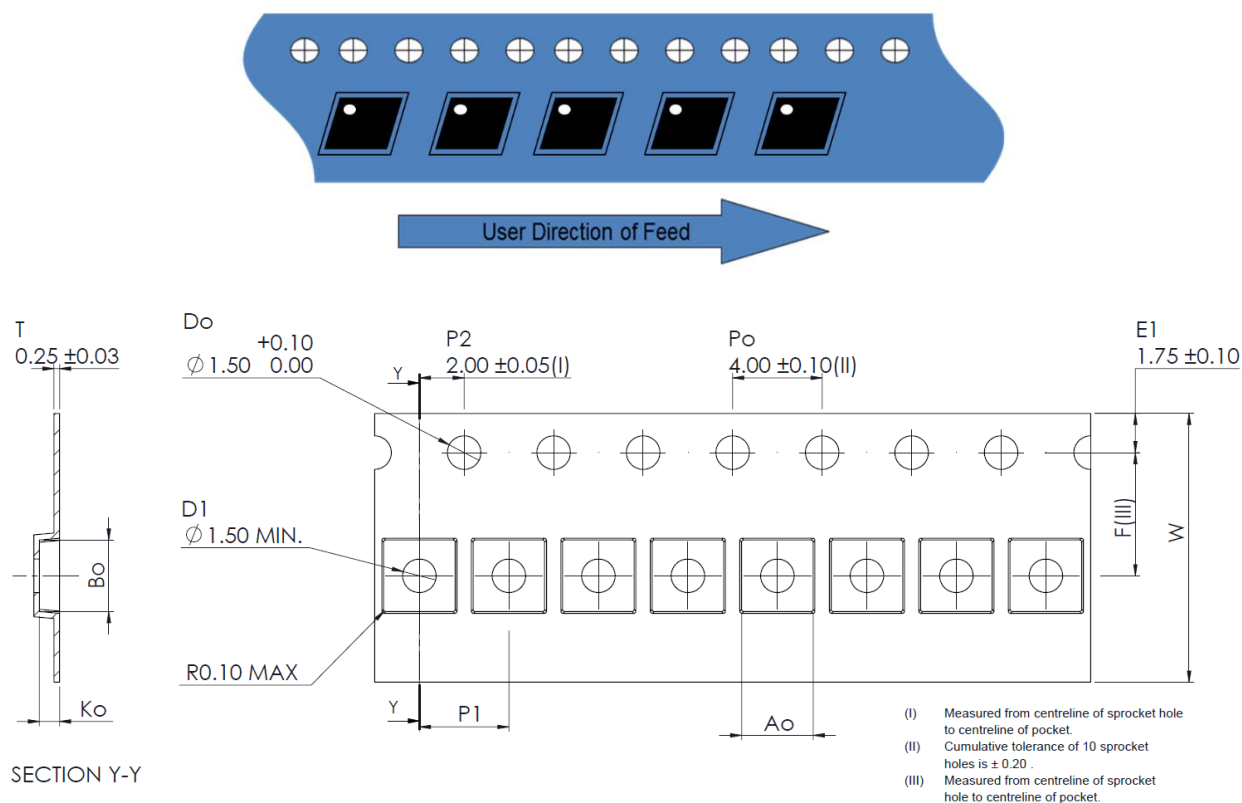 User Direction of Feed
T
0.25 ±0.03
Do
+0.10
∅ 1.50 0.00
P2
2.00 ±0.05(I)
Po
4.00 ±0.10(II)
E1
1.75 ±0.10
Y
D1
∅ 1.50 MIN.
F(III)
W
Bo
R0.10 MAX
Ko
Y
P1
Ao
SECTION Y-Y
(I) Measured from centreline of sprocket hole
to centreline of pocket.
(II) Cumulative tolerance of 10 sprocket
holes is ± 0.20 .
(III) Measured from centreline of sprocket
hole to centreline of pocket.